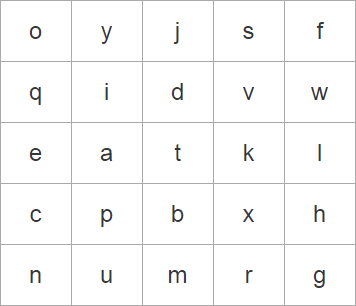 o y j s f
q i d v w
e a t k l
c p b x h
n u m r g